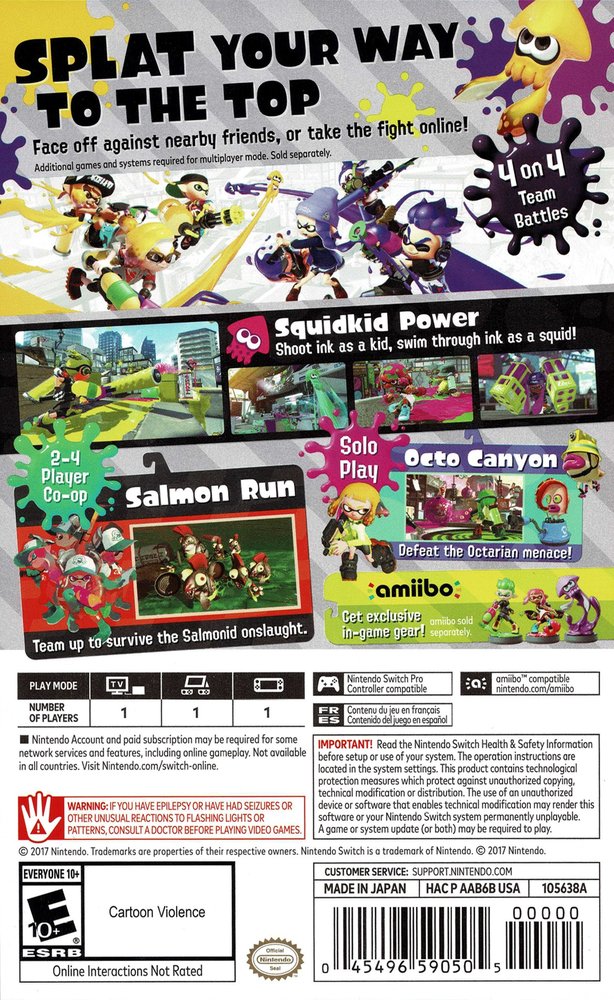 SPLAT YOUR WAY
TO THE TOP
Face off against nearby friends, or take the fight online!
Additional games and systems required for multiplayer mode. Sold separately.
4 on 4
Team
Battles
Squidkid Power
Shoot ink as a kid, swim through ink as a squid!
2-4
Player
Co-op
Salmon Run
Team up to survive the Salmonid onslaught.
Solo
Play
Octo Canyon
Defeat the Octarian menace!
amiibo
Get exclusive
in-game gear!
amiibo sold
separately.
PLAY MODE
TV
NUMBER
OF PLAYERS
1
1
1
Nintendo Switch Pro
Controller compatible
amiibo™ compatible
nintendo.com/amiibo
FR
ES
Contenu du jeu en français
Contenido del juego en español
■ Nintendo Account and paid subscription may be required for some
network services and features, including online gameplay. Not available
in all countries. Visit Nintendo.com/switch-online.
IMPORTANT! Read the Nintendo Switch Health & Safety Information
before setup or use of your system. The operation instructions are
located in the system settings. This product contains technological
protection measures which protect against unauthorized copying,
technical modification or distribution. The use of an unauthorized
device or software that enables technical modification may render this
software or your Nintendo Switch system permanently unplayable.
A game or system update (or both) may be required to play.
WARNING: IF YOU HAVE EPILEPSY OR HAVE HAD SEIZURES OR
OTHER UNUSUAL REACTIONS TO FLASHING LIGHTS OR
PATTERNS, CONSULT A DOCTOR BEFORE PLAYING VIDEO GAMES.
© 2017 Nintendo. Trademarks are property of their respective owners. Nintendo Switch is a trademark of Nintendo. © 2017 Nintendo.
EVERYONE 10+
E
10+
ESRB
Cartoon Violence
Online Interactions Not Rated
Official
Nintendo
Seal
CUSTOMER SERVICE: SUPPORT.NINTENDO.COM
MADE IN JAPAN
HAC P AAB6B USA
105638A
00000
0 45496 59050 5